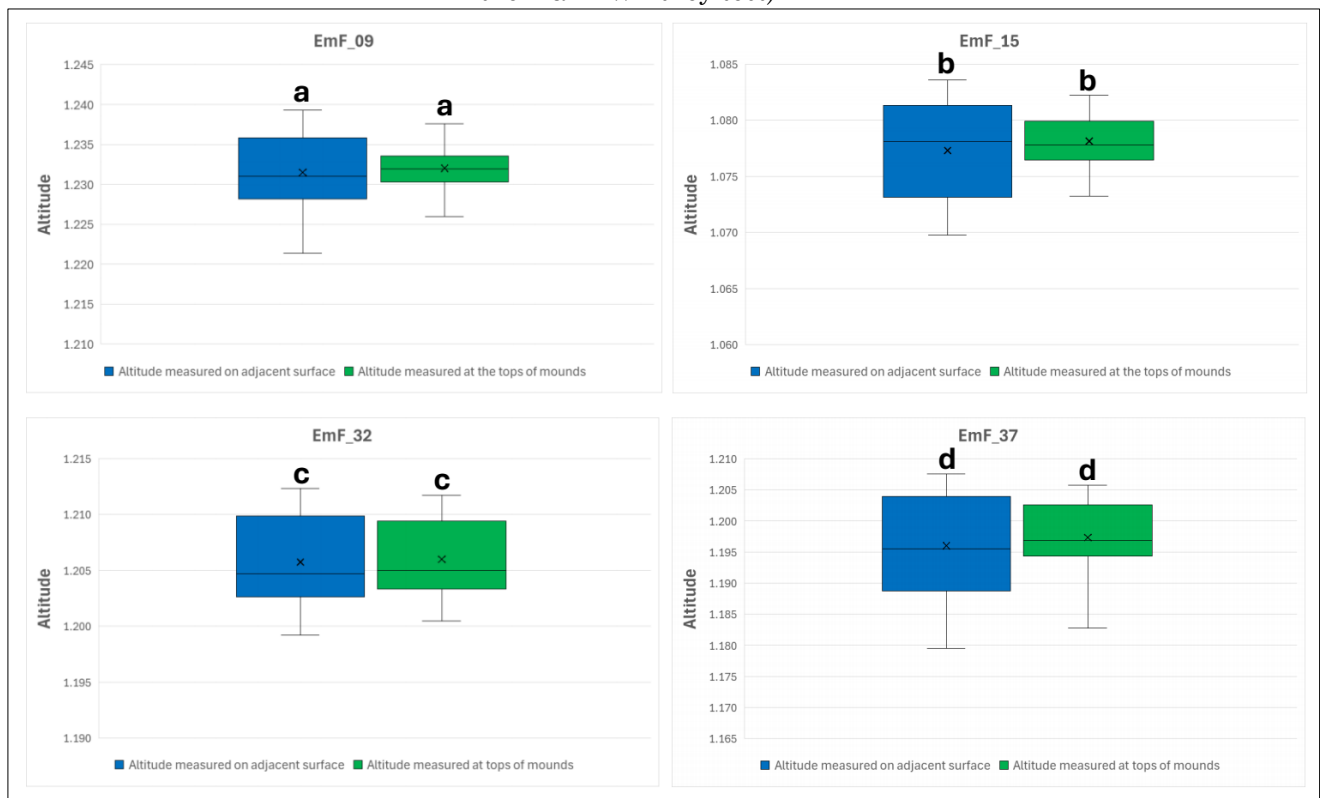 EmF_09
1.245
1.240
1.235
1.230
1.225
1.220
1.215
1.210
Altitude
a
a
Altitude measured on adjacent surface Altitude measured at the tops of mounds
EmF_15
1.085
1.080
1.075
1.070
1.065
1.060
Altitude
b
b
Altitude measured on adjacent surface Altitude measured at the tops of mounds
EmF_32
1.215
1.210
1.205
1.200
1.195
1.190
Altitude
c
c
Altitude measured on adjacent surface Altitude measured at tops of mounds
EmF_37
1.210
1.205
1.200
1.195
1.190
1.185
1.180
1.175
1.170
1.165
Altitude
d
d
Altitude measured on adjacent surface Altitude measured at tops of mounds